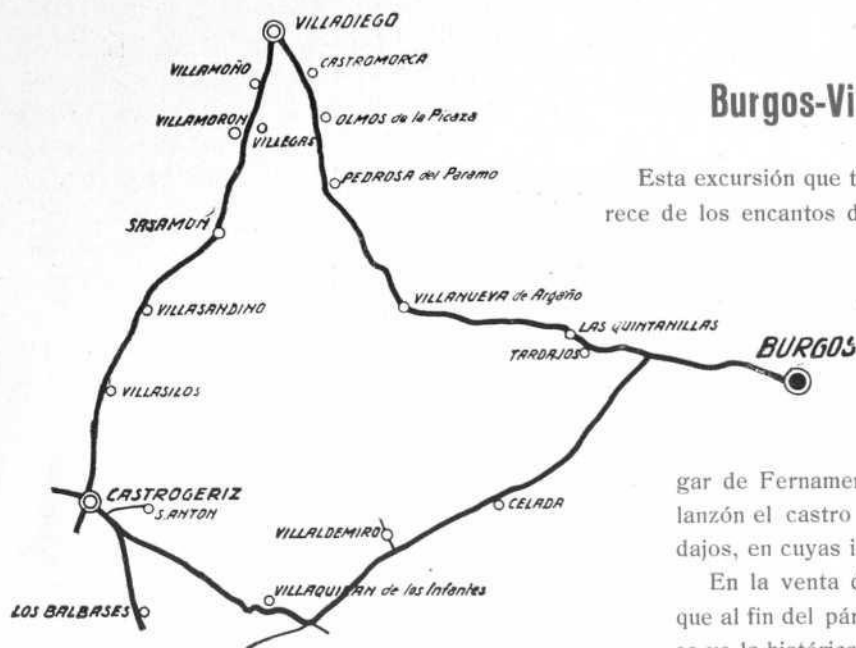 VILLADIEGO
VILLAMOÑO
CASTROMORCA
VILLAMORON
VILLEGAS
OLMOS de la Picaza
PEDROSA del Paramo
SASAMON
VILLASANDINO
VILLANUEVA de Argaño
LAS QUINTANILLAS
TARDAJOS
BURGOS
VILLASILOS
CASTROGERIZ
S. ANTON
CELADA
VILLALDEMIRO
VILLAQUIRAN de los Infantes
LOS BALBASES
Burgos-Vi
Esta excursión que t
rece de los encantos d
gar de Fernamen
lanzón el castro
dajos, en cuyas i
En la venta d
que al fin del pár